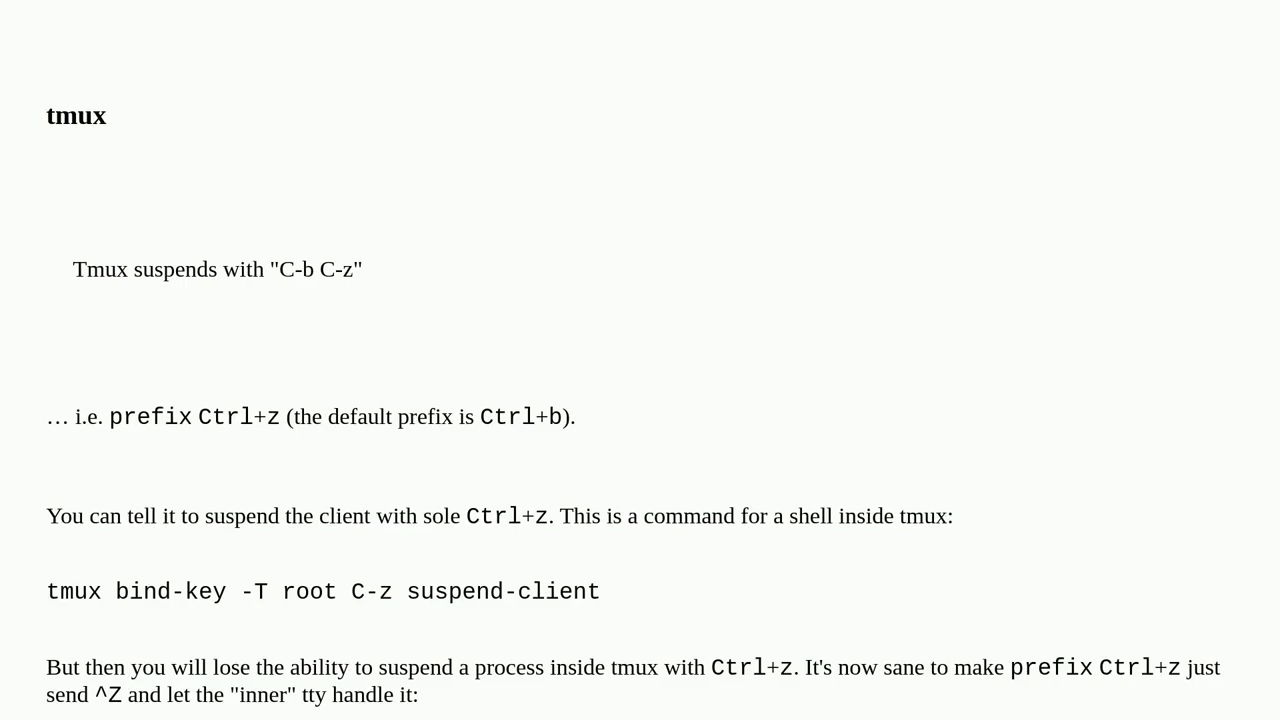 tmux
Tmux suspends with "C-b C-z"
… i.e. prefix Ctrl+z (the default prefix is Ctrl+b).
You can tell it to suspend the client with sole Ctrl+z. This is a command for a shell inside tmux:
tmux bind-key -T root C-z suspend-client
But then you will lose the ability to suspend a process inside tmux with Ctrl+z. It's now sane to make prefix Ctrl+z just
send ^Z and let the "inner" tty handle it: